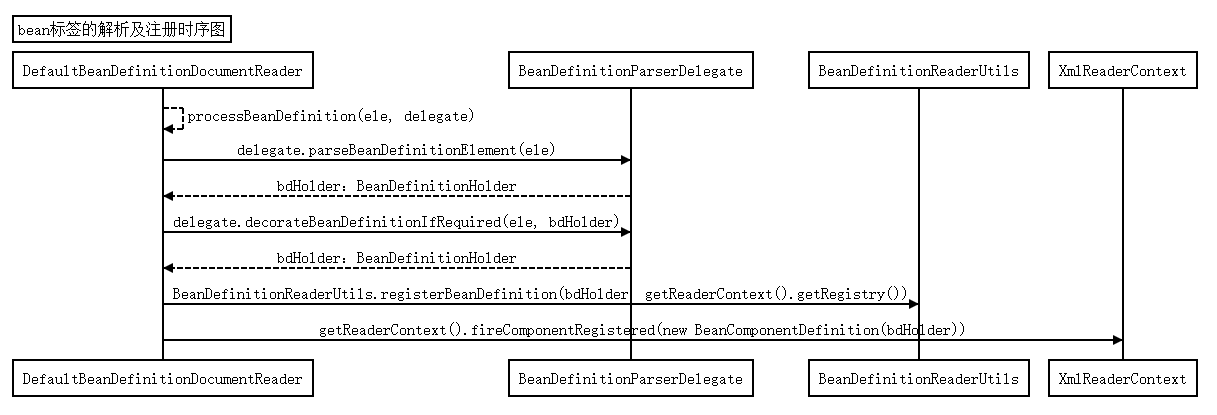 bean标签的解析及注册时序图
DefaultBeanDefinitionDocumentReader BeanDefinitionParserDelegate BeanDefinitionReaderUtils XmlReaderContext
processBeanDefinition(ele, delegate)
delegate.parseBeanDefinitionElement(ele)
bdHolder: BeanDefinitionHolder
delegate.decorateBeanDefinitionIfRequired(ele, bdHolder)
bdHolder: BeanDefinitionHolder
BeanDefinitionReaderUtils.registerBeanDefinition(bdHolder, getReaderContext().getRegistry())
getReaderContext().fireComponentRegistered(new BeanComponentDefinition(bdHolder))
DefaultBeanDefinitionDocumentReader BeanDefinitionParserDelegate BeanDefinitionReaderUtils XmlReaderContext